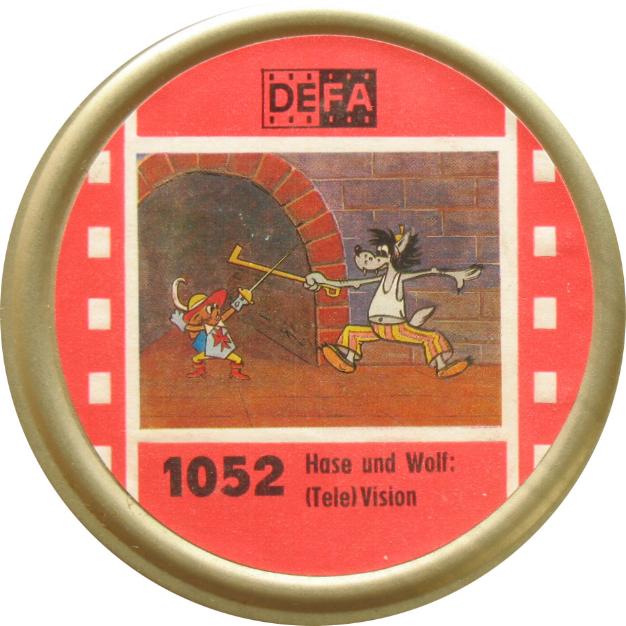 DEFA
1052
Hase und Wolf:
(Tele)Vision